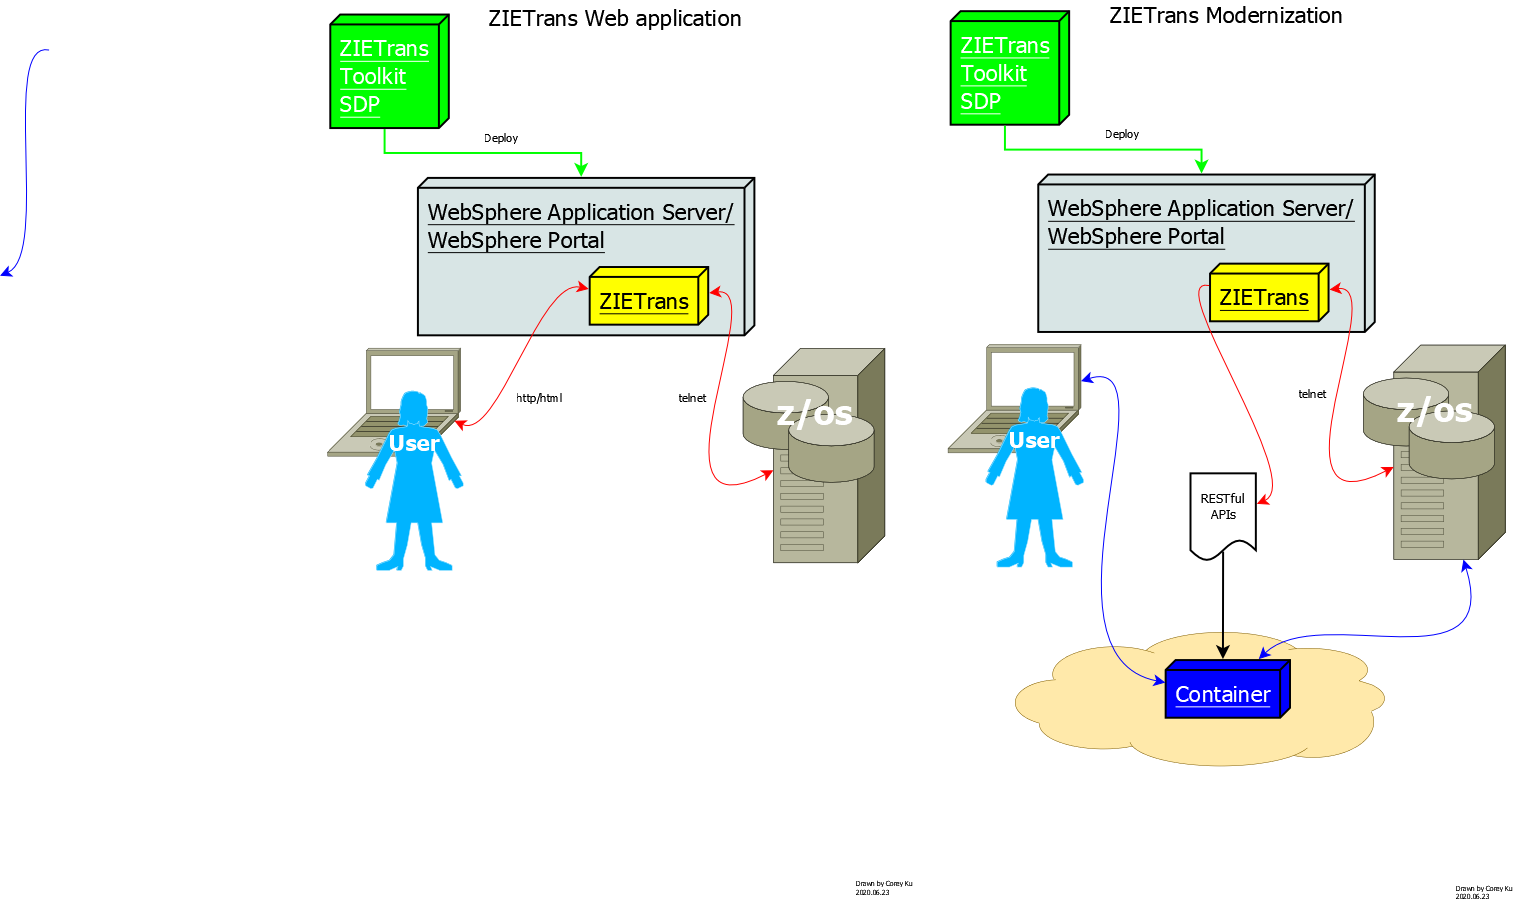 ZIETrans Web application
ZIETrans
Toolkit
SDP
Deploy
WebSphere Application Server/
WebSphere Portal
ZIETrans
http/html
telnet
User
z/os
Drawn by Corey Ku
2020.06.23
ZIETrans Modernization
ZIETrans
Toolkit
SDP
Deploy
WebSphere Application Server/
WebSphere Portal
ZIETrans
telnet
User
z/os
RESTful
APIs
Container
Drawn by Corey Ku
2020.06.23